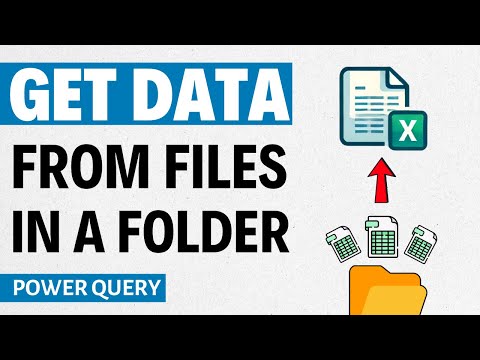 GET DATA
FROM FILES
IN A FOLDER
POWER QUERY
X